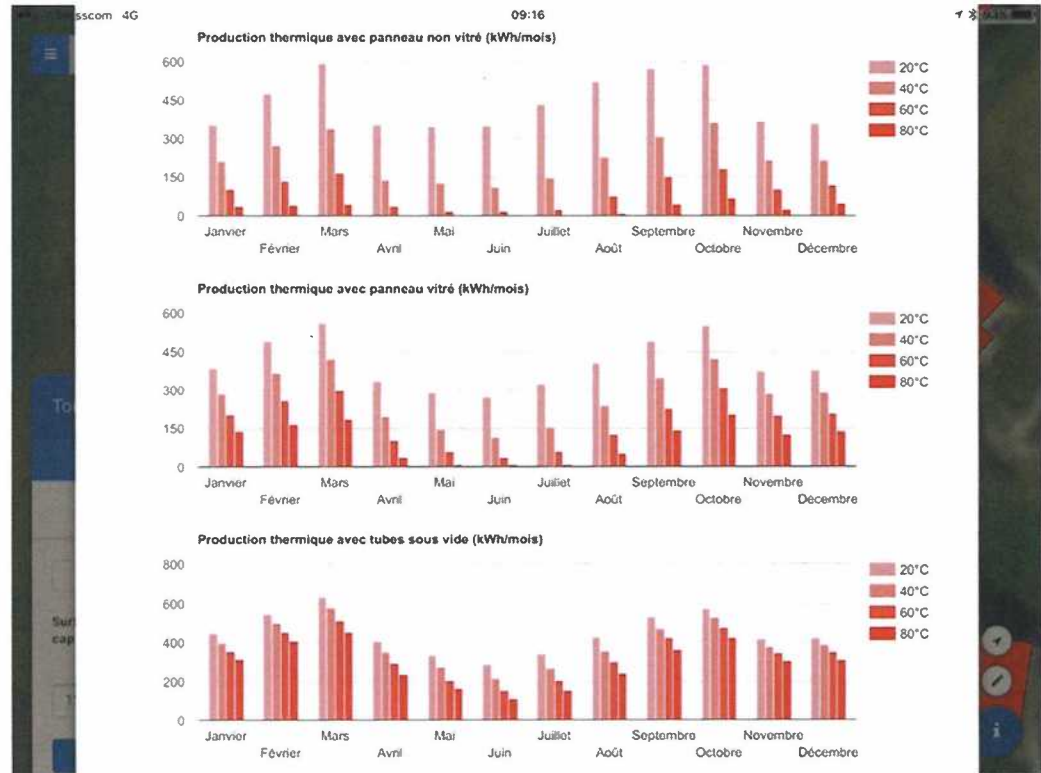 sscom 4G 09:16
Production thermique avec panneau non vitré (kWh/mois)
600
450
300
150
0
20°C
40°C
60°C
80°C
Janvier Mars Mai Juillet Septembre Novembre
Février Avril Juin Août Octobre Décembre
Production thermique avec panneau vitré (kWh/mois)
600
450
300
150
0
20°C
40°C
60°C
80°C
Janvier Mars Mai Juillet Septembre Novembre
Février Avril Juin Août Octobre Décembre
Production thermique avec tubes sous vide (kWh/mois)
800
600
400
200
0
20°C
40°C
60°C
80°C
Janvier Mars Mai Juillet Septembre Novembre
Février Avril Juin Août Octobre Décembre
To
Sur
cap
i